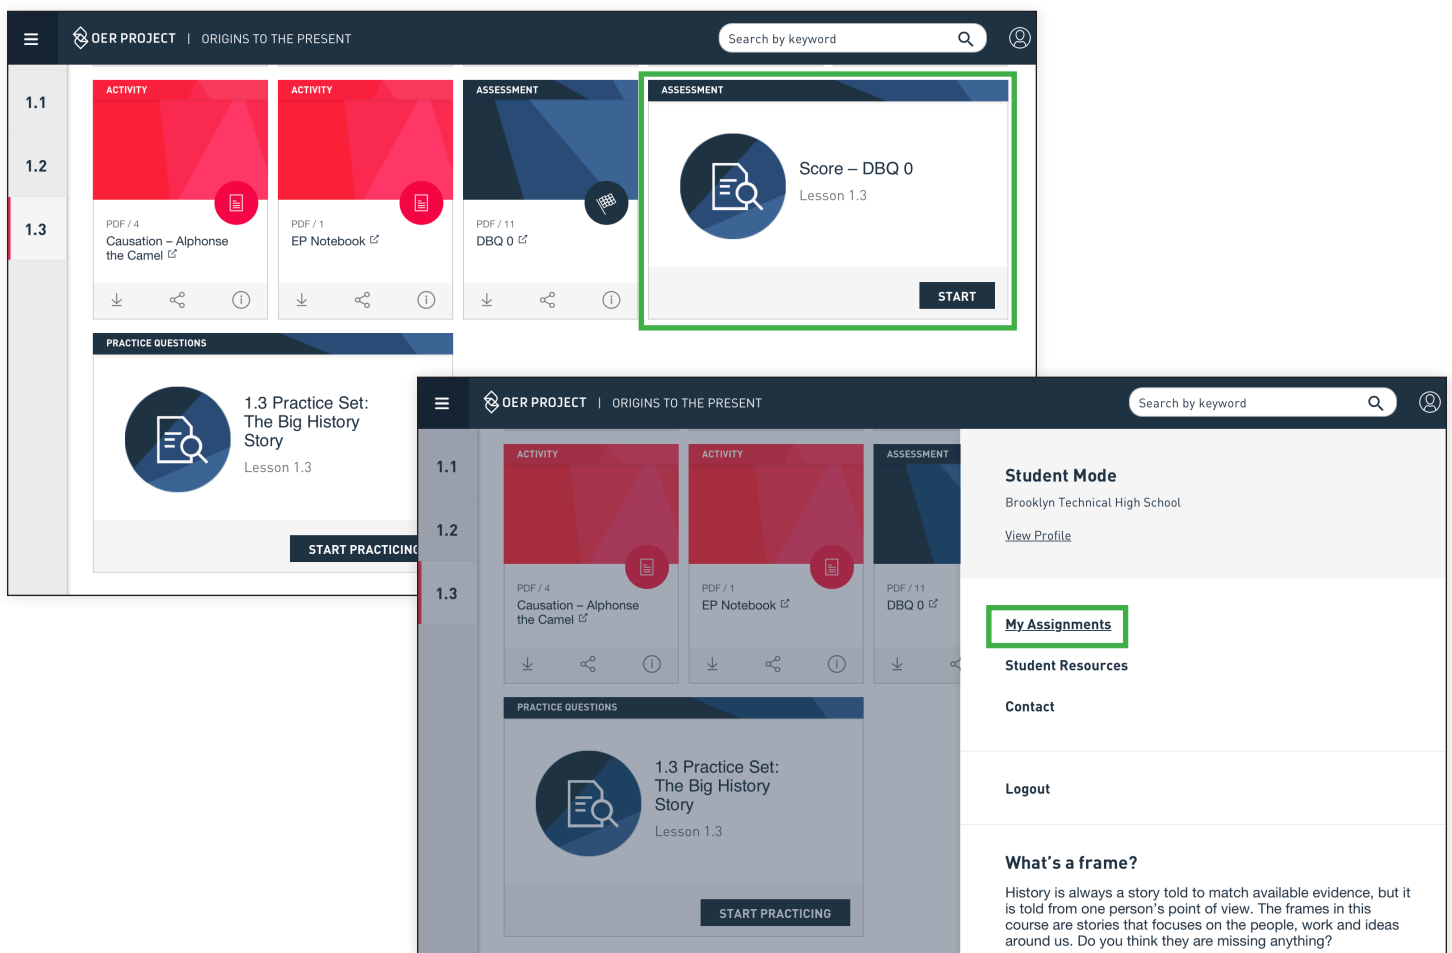 OER PROJECT | ORIGINS TO THE PRESENT
Search by keyword
1.1
1.2
1.3
ACTIVITY
PDF / 4
Causation – Alphonse
the Camel
ACTIVITY
PDF / 1
EP Notebook
ASSESSMENT
PDF / 11
DBQ 0
ASSESSMENT
Score – DBQ 0
Lesson 1.3
START
PRACTICE QUESTIONS
1.3 Practice Set:
The Big History
Story
Lesson 1.3
START PRACTICING
OER PROJECT | ORIGINS TO THE PRESENT
Search by keyword
1.1
1.2
1.3
ACTIVITY
PDF / 4
Causation – Alphonse
the Camel
ACTIVITY
PDF / 1
EP Notebook
ASSESSMENT
PDF / 11
DBQ 0
PRACTICE QUESTIONS
1.3 Practice Set:
The Big History
Story
Lesson 1.3
START PRACTICING
Student Mode
Brooklyn Technical High School
View Profile
My Assignments
Student Resources
Contact
Logout
What's a frame?
History is always a story told to match available evidence, but it
is told from one person's point of view. The frames in this
course are stories that focuses on the people, work and ideas
around us. Do you think they are missing anything?